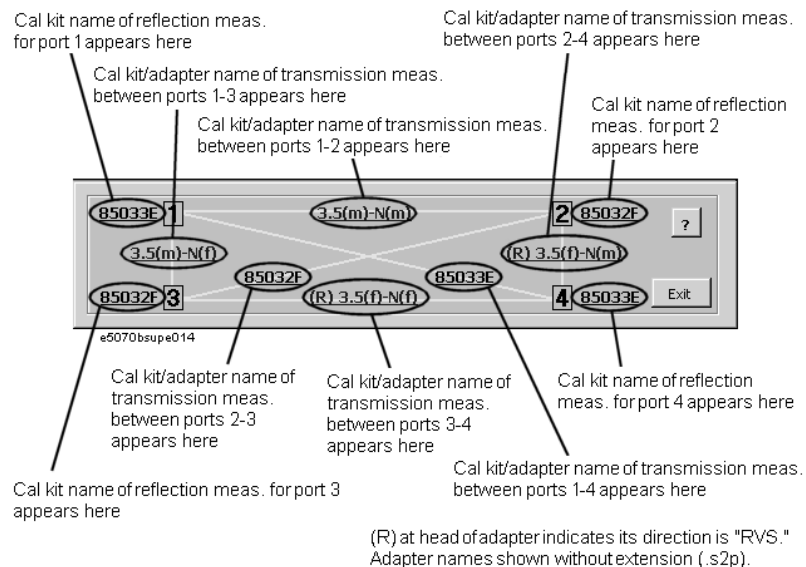 Cal kit name of reflection meas.
for port 1 appears here
Cal kit/adapter name of transmission meas.
between ports 2-4 appears here
Cal kit/adapter name of transmission meas.
between ports 1-3 appears here
Cal kit/adapter name of transmission meas.
between ports 1-2 appears here
Cal kit name of reflection
meas. for port 2
appears here
85033E 1 3.5(m)-N(m) 2 85032F ?
3.5(m)-N(f) (R) 3.5(f)-N(m)
85032F 85033E
85032F 3 (R) 3.5(f)-N(f) 4 85033E Exit
e5070bsupe014
Cal kit/adapter name of
transmission meas.
between ports 2-3
appears here
Cal kit/adapter name of
transmission meas.
between ports 3-4
appears here
Cal kit name of reflection
meas. for port 4 appears here
Cal kit/adapter name of transmission meas.
between ports 1-4 appears here
Cal kit name of reflection meas. for port 3
appears here
(R) at head of adapter indicates its direction is "RVS."
Adapter names shown without extension (.s2p).